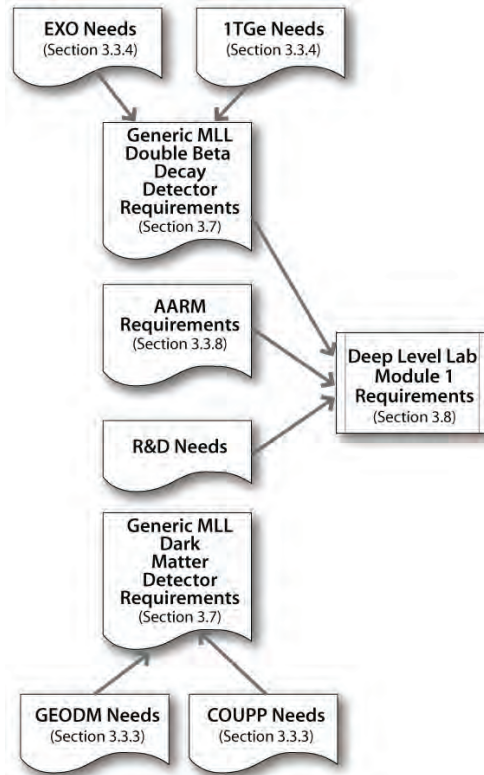 EXO Needs
(Section 3.3.4)
1TGe Needs
(Section 3.3.4)
Generic MLL
Double Beta
Decay
Detector
Requirements
(Section 3.7)
AARM
Requirements
(Section 3.3.8)
Deep Level Lab
Module 1
Requirements
(Section 3.8)
R&D Needs
Generic MLL
Dark
Matter
Detector
Requirements
(Section 3.7)
GEODM Needs
(Section 3.3.3)
COUPP Needs
(Section 3.3.3)